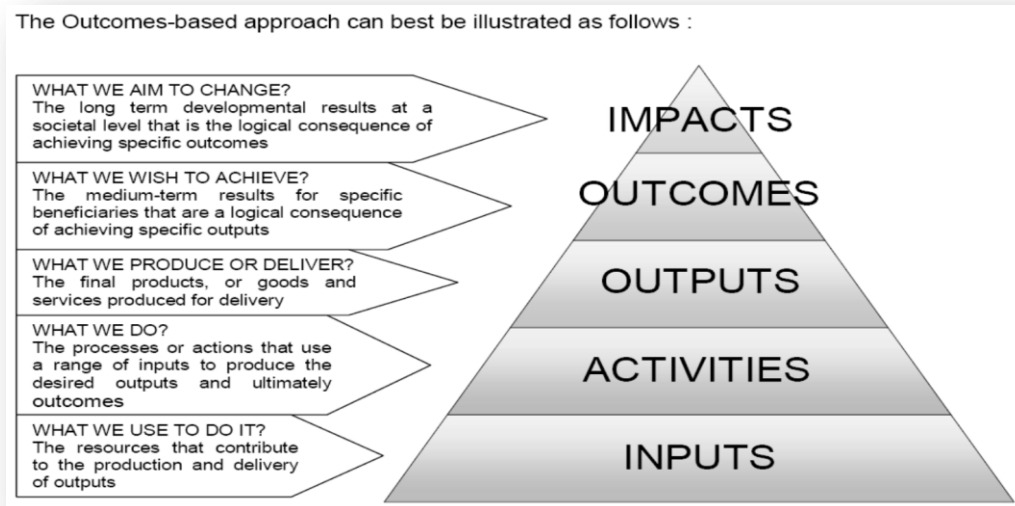 The Outcomes-based approach can best be illustrated as follows :
WHAT WE AIM TO CHANGE?
The long term developmental results at a
societal level that is the logical consequence of
achieving specific outcomes
IMPACTS
WHAT WE WISH TO ACHIEVE?
The medium-term results for specific
beneficiaries that are a logical consequence
of achieving specific outputs
OUTCOMES
WHAT WE PRODUCE OR DELIVER?
The final products, or goods and
services produced for delivery
OUTPUTS
WHAT WE DO?
The processes or actions that use
a range of inputs to produce the
desired outputs and ultimately
outcomes
ACTIVITIES
WHAT WE USE TO DO IT?
The resources that contribute
to the production and delivery
of outputs
INPUTS